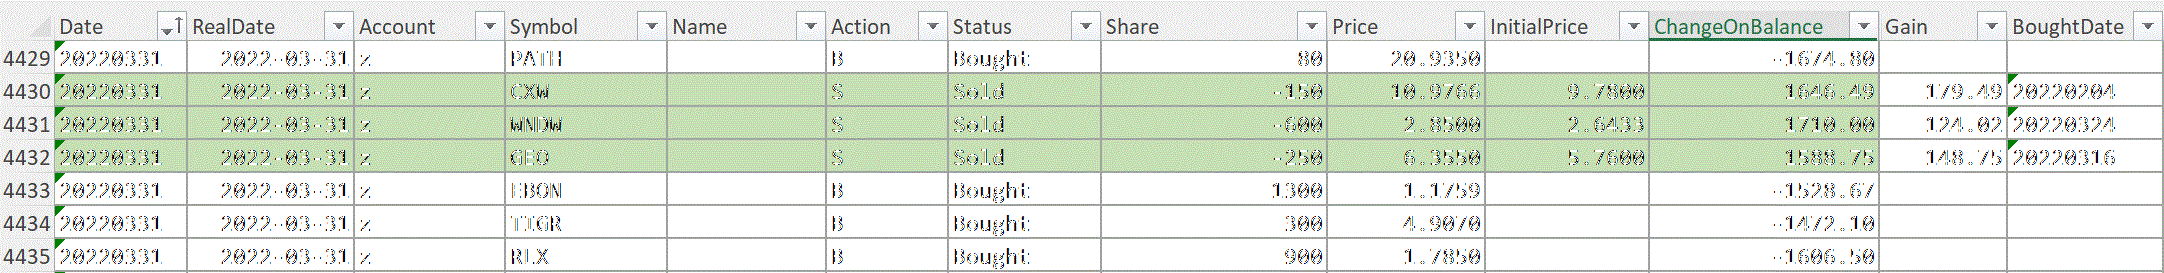 Date RealDate Account Symbol Name Action Status Share Price InitialPrice ChangeOnBalance Gain BoughtDate
4429 20220331 2022-03-31 z PATH B Bought 80 20.9350 -1674.80
4430 20220331 2022-03-31 z CXW S Sold -150 10.9766 9.7800 1646.49 179.49 20220204
4431 20220331 2022-03-31 z WNDW S Sold -600 2.8500 2.6433 1710.00 124.02 20220324
4432 20220331 2022-03-31 z GEO S Sold -250 6.3550 5.7600 1588.75 148.75 20220316
4433 20220331 2022-03-31 z EBON B Bought 1300 1.1759 -1528.67
4434 20220331 2022-03-31 z TIGR B Bought 300 4.9070 -1472.10
4435 20220331 2022-03-31 z RLX B Bought 900 1.7850 -1606.50